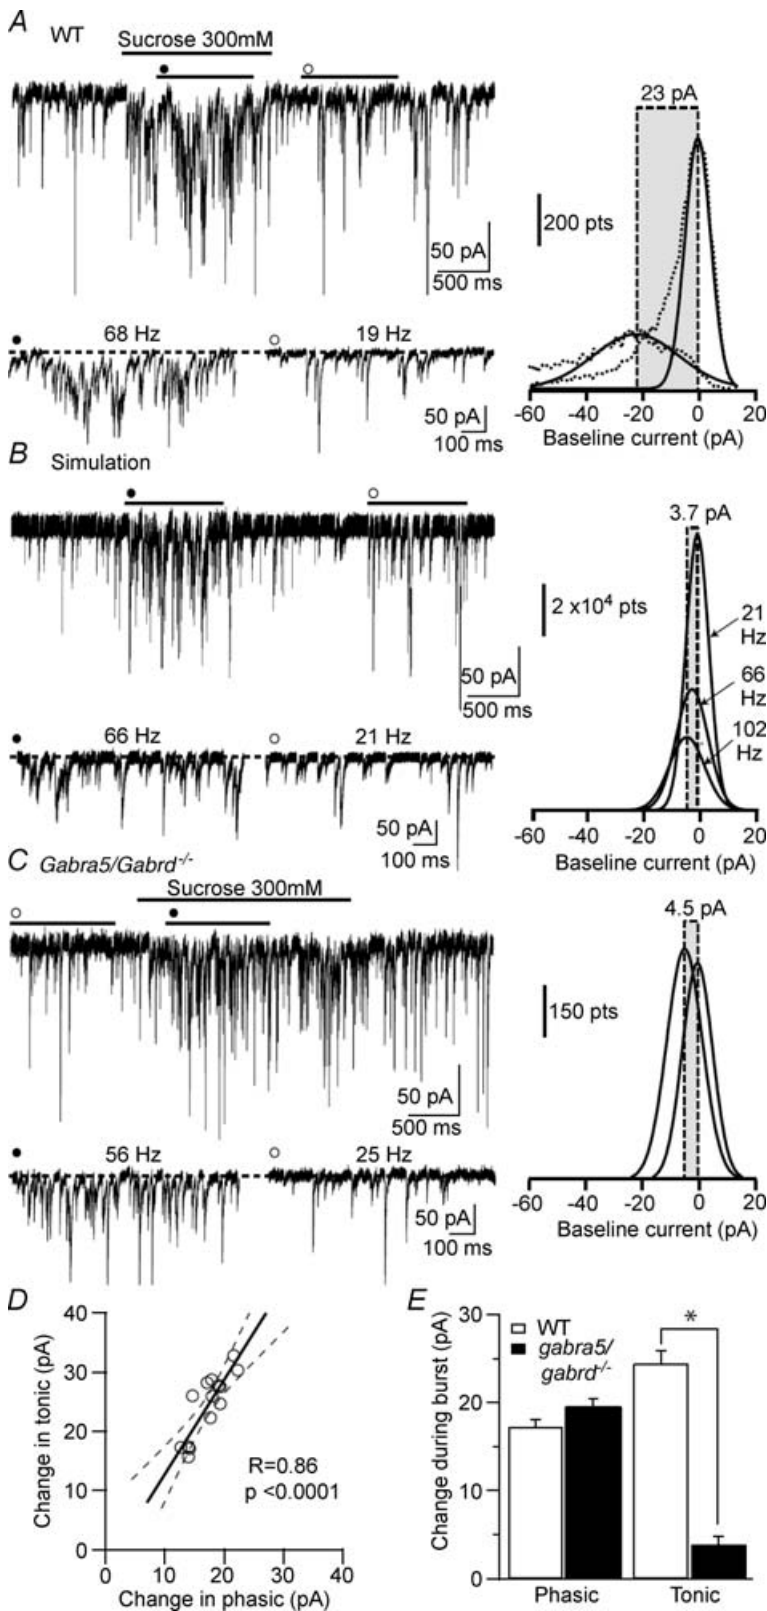 A WT
Sucrose 300mM
50 pA
500 ms
23 pA
200 pts
68 Hz
19 Hz
50 pA
100 ms
-60 -40 -20 0 20
Baseline current (pA)
B Simulation
50 pA
500 ms
3.7 pA
2 x10⁴ pts
21 Hz
66 Hz
102 Hz
66 Hz
21 Hz
50 pA
100 ms
-60 -40 -20 0 20
Baseline current (pA)
C Gabra5/Gabrd-/-
Sucrose 300mM
50 pA
500 ms
4.5 pA
150 pts
56 Hz
25 Hz
50 pA
100 ms
-60 -40 -20 0 20
Baseline current (pA)
D
Change in tonic (pA)
40
30
20
10
0
R=0.86
p <0.0001
0 10 20 30 40
Change in phasic (pA)
E
Change during burst (pA)
30
20
10
0
WT
gabra5/
gabrd-/-
*
Phasic Tonic